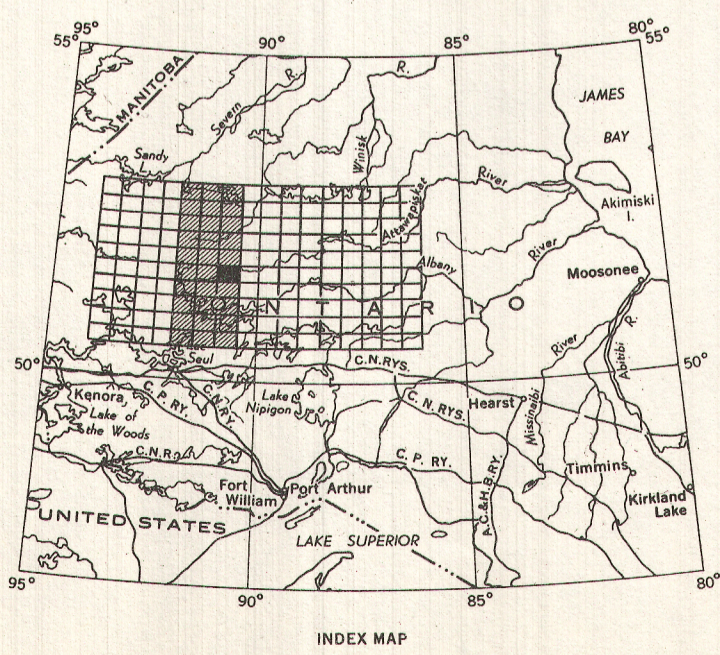 95°
90°
85°
80°
55°
55°
MANITOBA
R.
R.
Severn
Winisk
JAMES
BAY
Sandy
L.
River
Attawapiskat
Akimiski
I.
River
Albany
Moosonee
O N T A R I O
Seul
50°
50°
C.N.RYS.
River
Abitibi
R.
Kenora
C.P. RY.
C.N.RY
Lake
Nipigon
C. N. RYS.
Hearst
Missinaibi
Lake of
the Woods
C.N.R.
C. P. RY.
A.C.&H.B.RY.
Timmins
Fort
William
Port Arthur
Kirkland
Lake
UNITED STATES
LAKE SUPERIOR
95°
90°
85°
80°
INDEX MAP